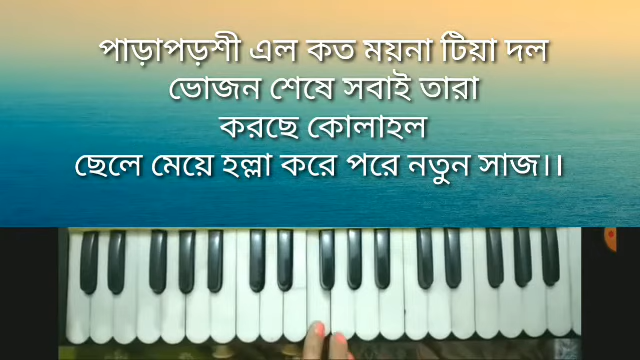 পাড়াপড়শী এল কত ময়না টিয়া দল
ভোজন শেষে সবাই তারা
করছে কোলাহল
ছেলে মেয়ে হল্লা করে পরে নতুন সাজ।।